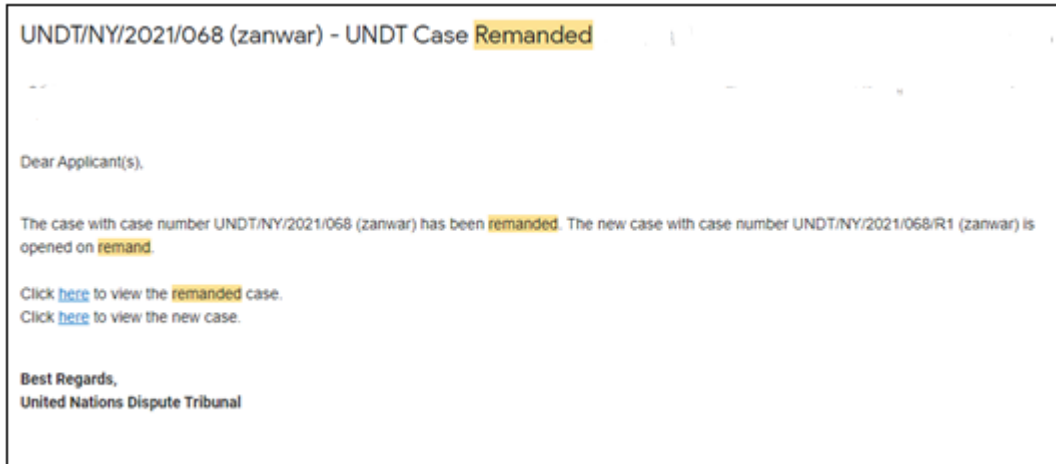 UNDT/NY/2021/068 (zanwar) - UNDT Case Remanded
Dear Applicant(s),
The case with case number UNDT/NY/2021/068 (zanwar) has been remanded. The new case with case number UNDT/NY/2021/068/R1 (zanwar) is
opened on remand.
Click here to view the remanded case.
Click here to view the new case.
Best Regards,
United Nations Dispute Tribunal